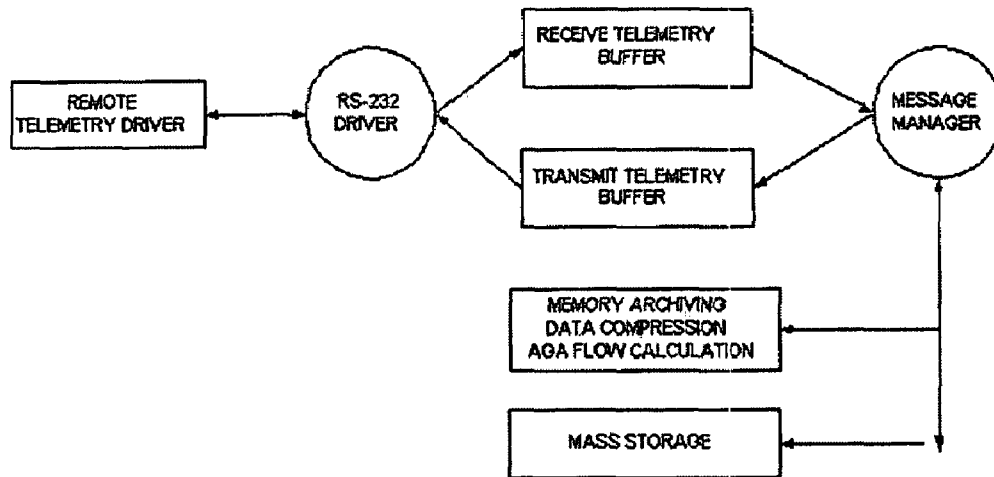 RECEIVE TELEMETRY
BUFFER
REMOTE
TELEMETRY DRIVER
RS-232
DRIVER
MESSAGE
MANAGER
TRANSMIT TELEMETRY
BUFFER
MEMORY ARCHIVING
DATA COMPRESSION
AGA FLOW CALCULATION
MASS STORAGE